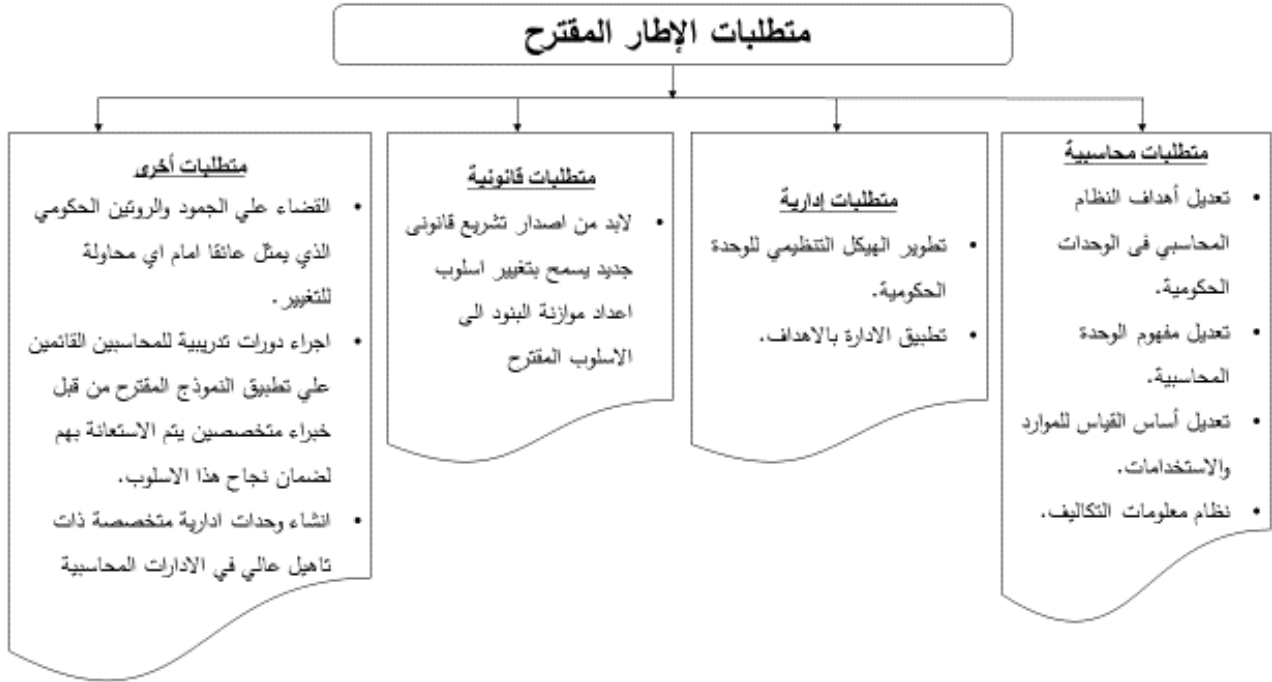 متطلبات الإطار المقترح
متطلبات محاسبية
• تعديل أهداف النظام
المحاسبي فى الوحدات
الحكومية.
• تعديل مفهوم الوحدة
المحاسبية.
• تعديل أساس القياس للموارد
والاستخدامات.
• نظام معلومات التكاليف.
متطلبات إدارية
• تطوير الهيكل التنظيمي للوحدة
الحكومية.
• تطبيق الادارة بالاهداف.
متطلبات قانونية
• لابد من اصدار تشريع قانونى
جديد يسمح بتغيير اسلوب
اعداد موازنة البنود الى
الاسلوب المقترح
متطلبات أخرى
• القضاء علي الجمود والروتين الحكومي
الذي يمثل عائقا امام اي محاولة
للتغيير.
• اجراء دورات تدريبية للمحاسبين القائمين
علي تطبيق النموذج المقترح من قبل
خبراء متخصصين يتم الاستعانة بهم
لضمان نجاح هذا الاسلوب.
• انشاء وحدات ادارية متخصصة ذات
تاهيل عالي في الادارات المحاسبية